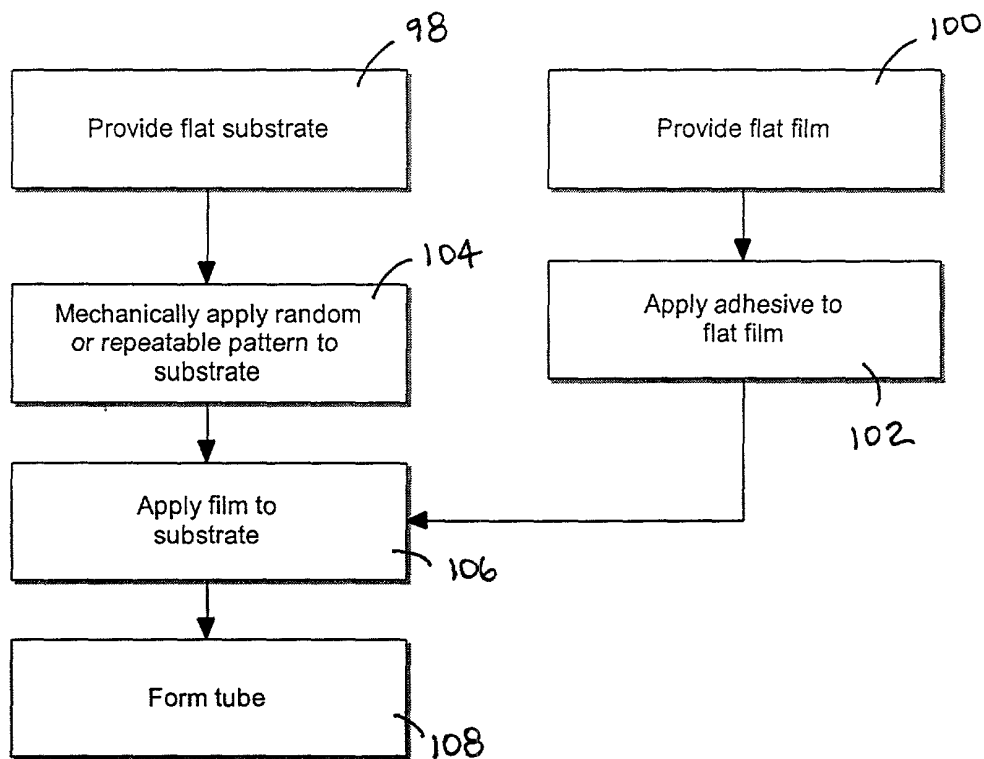 98
100
Provide flat substrate
Provide flat film
104
Mechanically apply random
or repeatable pattern to
substrate
Apply adhesive to
flat film
102
Apply film to
substrate
106
Form tube
108